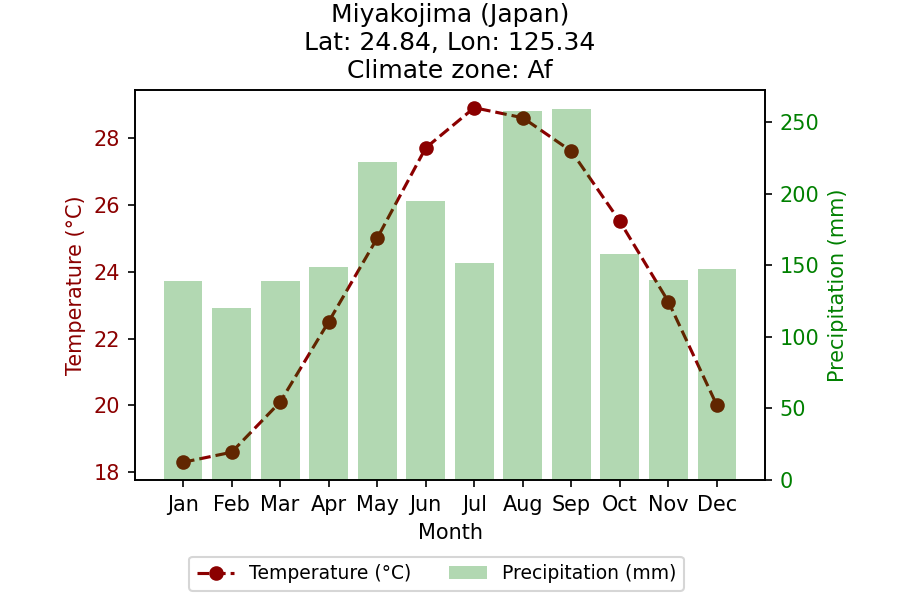 Miyakojima (Japan)
Lat: 24.84, Lon: 125.34
Climate zone: Af
Temperature (°C)
28
26
24
22
20
18
Precipitation (mm)
250
200
150
100
50
0
Jan Feb Mar Apr May Jun Jul Aug Sep Oct Nov Dec
Month
Temperature (°C) Precipitation (mm)